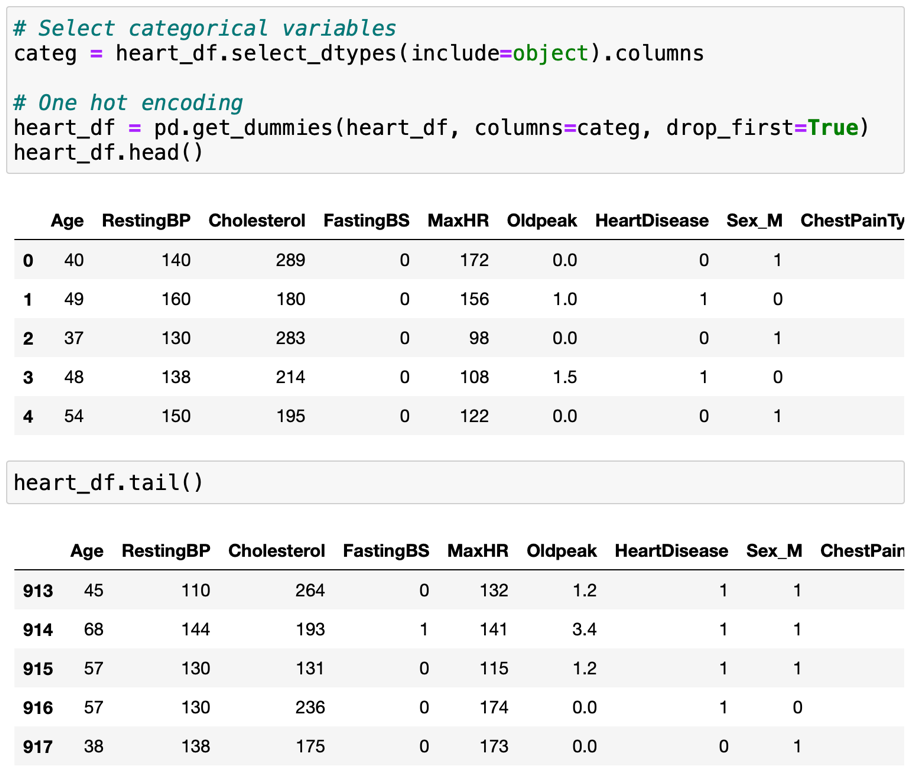 # Select categorical variables
categ = heart_df.select_dtypes(include=object).columns
# One hot encoding
heart_df = pd.get_dummies(heart_df, columns=categ, drop_first=True)
heart_df.head()
Age RestingBP Cholesterol FastingBS MaxHR Oldpeak HeartDisease Sex_M ChestPainTy
0 40 140 289 0 172 0.0 0 1
1 49 160 180 0 156 1.0 1 0
2 37 130 283 0 98 0.0 0 1
3 48 138 214 0 108 1.5 1 0
4 54 150 195 0 122 0.0 0 1
heart_df.tail()
Age RestingBP Cholesterol FastingBS MaxHR Oldpeak HeartDisease Sex_M ChestPain
913 45 110 264 0 132 1.2 1 1
914 68 144 193 1 141 3.4 1 1
915 57 130 131 0 115 1.2 1 1
916 57 130 236 0 174 0.0 1 0
917 38 138 175 0 173 0.0 0 1